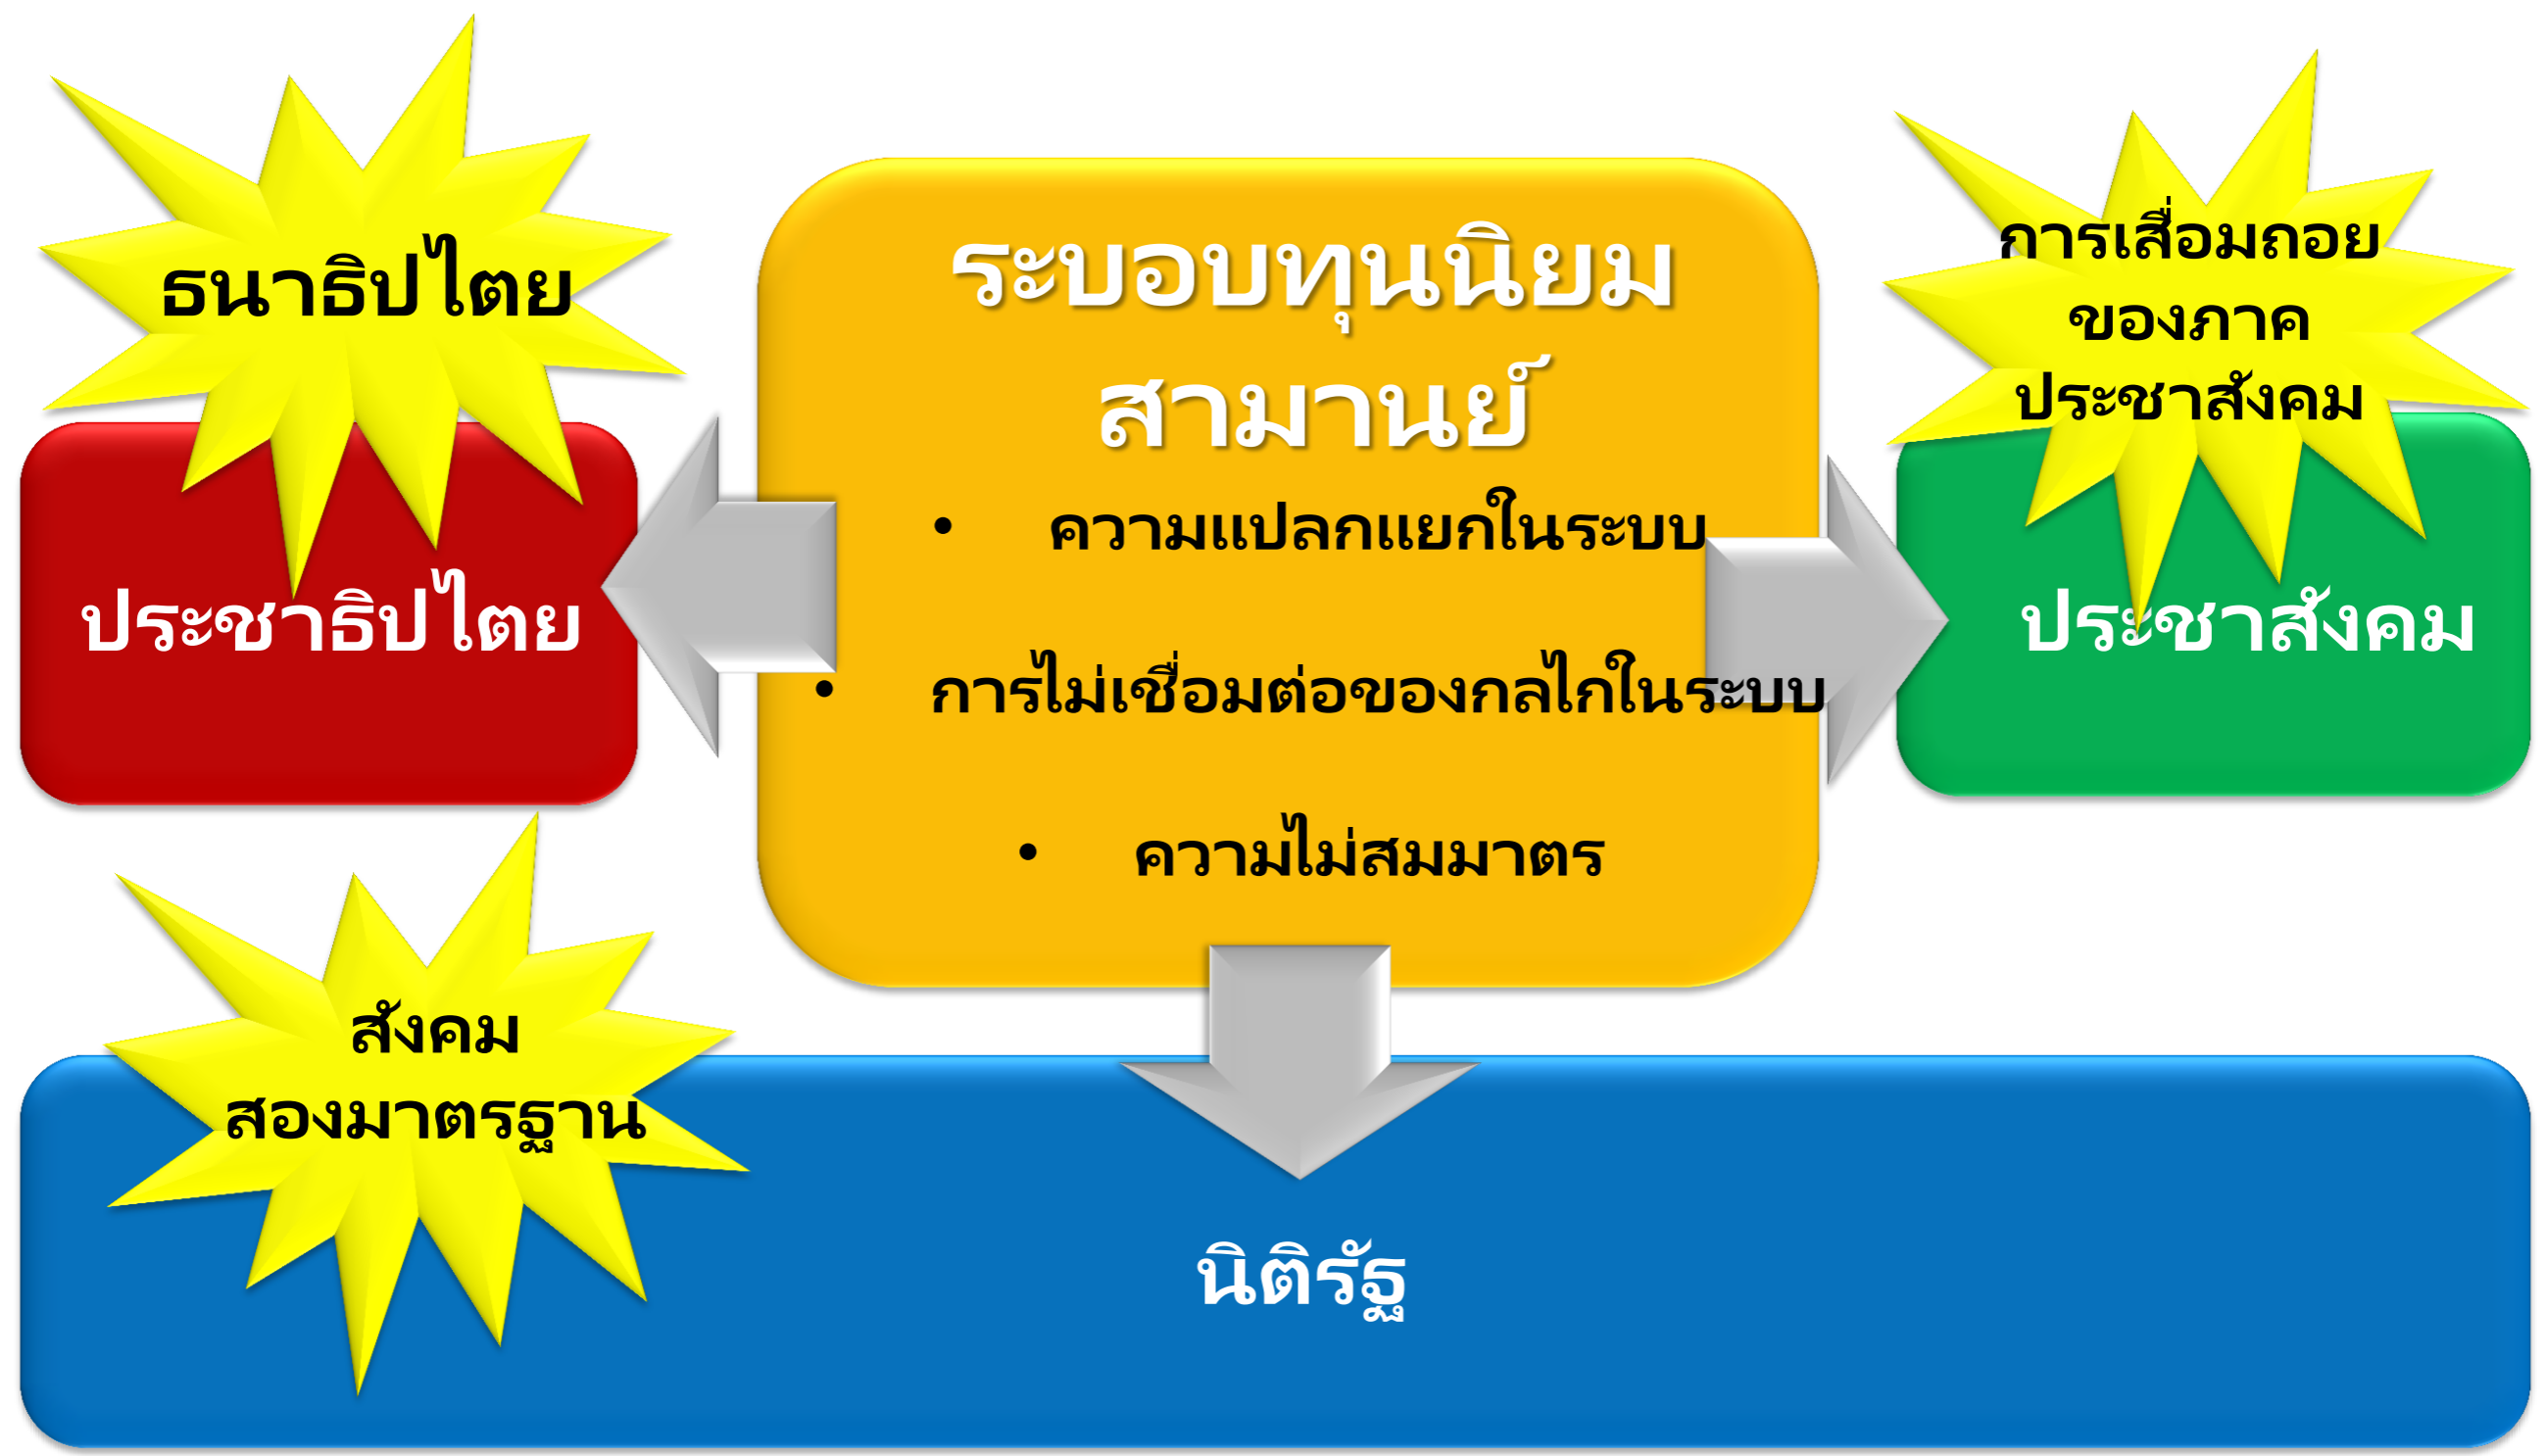 ธนาธิปไตย
ประชาธิปไตย
ระบอบทุนนิยม
สามานย์
• ความแปลกแยกในระบบ
• การไม่เชื่อมต่อของกลไกในระบบ
• ความไม่สมมาตร
การเสื่อมถอย
ของภาค
ประชาสังคม
ประชาสังคม
สังคม
สองมาตรฐาน
นิติรัฐ